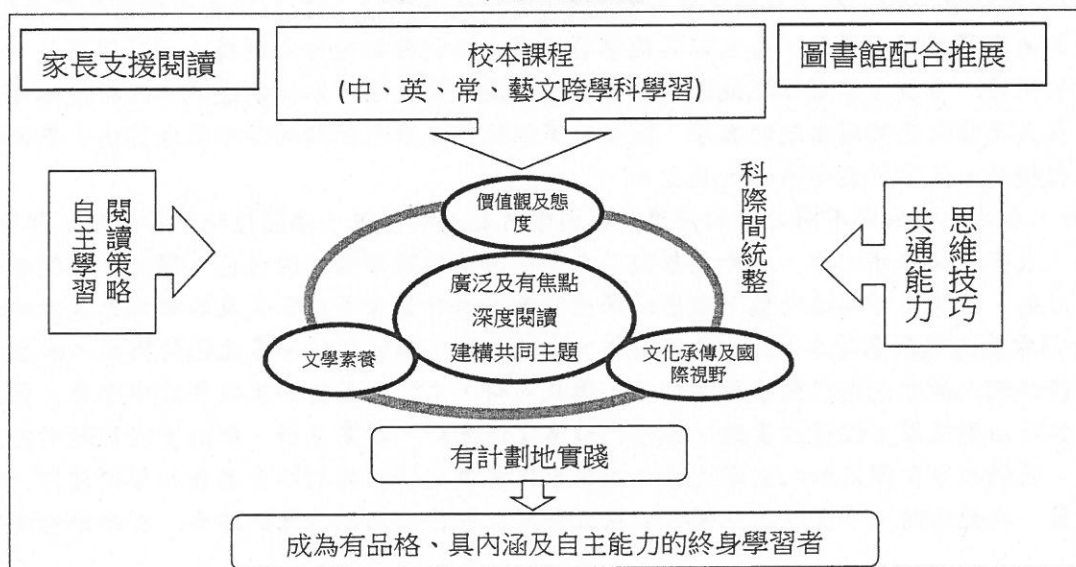 家長支援閱讀
校本課程
(中、英、常、藝文跨學科學習)
圖書館配合推展
閱讀策略
自主學習
價值觀及態
度
廣泛及有焦點
深度閱讀
建構共同主題
文學素養
文化承傳及國
際視野
科際間統整
思維技巧
共通能力
有計劃地實踐
成為有品格、具內涵及自主能力的終身學習者